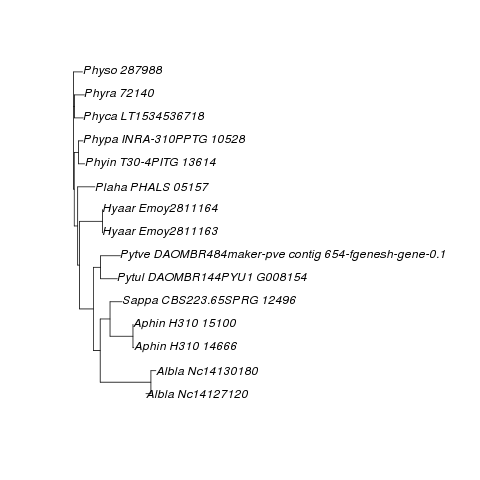 Physo 287988
Phyra 72140
Phyca LT1534536718
Phypa INRA-310PPTG 10528
Phyin T30-4PITG 13614
Plaha PHALS 05157
Hyaar Emoy2811164
Hyaar Emoy2811163
Pytve DAOMBR484maker-pve contig 654-fgenesh-gene-0.1
Pytul DAOMBR144PYU1 G008154
Sappa CBS223.65SPRG 12496
Aphin H310 15100
Aphin H310 14666
Albla Nc14130180
Albla Nc14127120